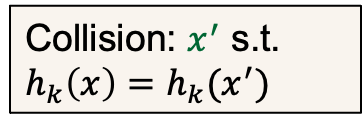 Collision: x′ s.t.
hₖ(x) = hₖ(x′)